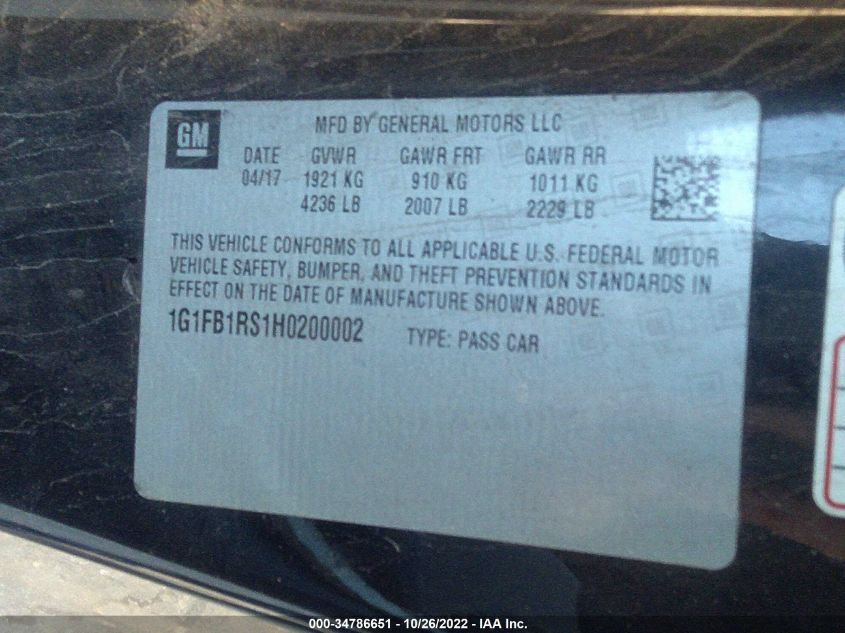 GM
MFD BY GENERAL MOTORS LLC
DATE GVWR GAWR FRT GAWR RR
04/17 1921 KG 910 KG 1011 KG
4236 LB 2007 LB 2229 LB
THIS VEHICLE CONFORMS TO ALL APPLICABLE U.S. FEDERAL MOTOR
VEHICLE SAFETY, BUMPER, AND THEFT PREVENTION STANDARDS IN
EFFECT ON THE DATE OF MANUFACTURE SHOWN ABOVE.
1G1FB1RS1H0200002 TYPE: PASS CAR
000-34786651 - 10/26/2022 - IAA Inc.